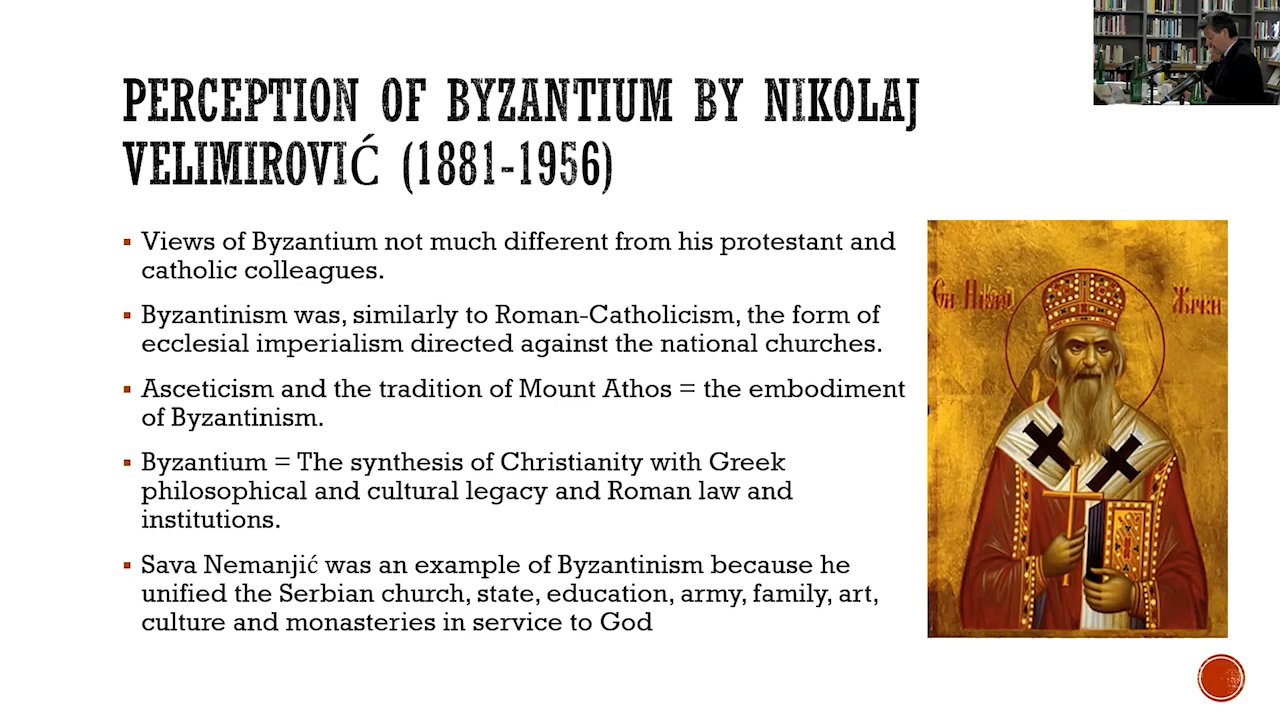 PERCEPTION OF BYZANTIUM BY NIKOLAJ
VELIMIROVIĆ (1881-1956)
Views of Byzantium not much different from his protestant and
catholic colleagues.
Byzantinism was, similarly to Roman-Catholicism, the form of
ecclesial imperialism directed against the national churches.
Asceticism and the tradition of Mount Athos = the embodiment
of Byzantinism.
Byzantium = The synthesis of Christianity with Greek
philosophical and cultural legacy and Roman law and
institutions.
Sava Nemanjić was an example of Byzantinism because he
unified the Serbian church, state, education, army, family, art,
culture and monasteries in service to God